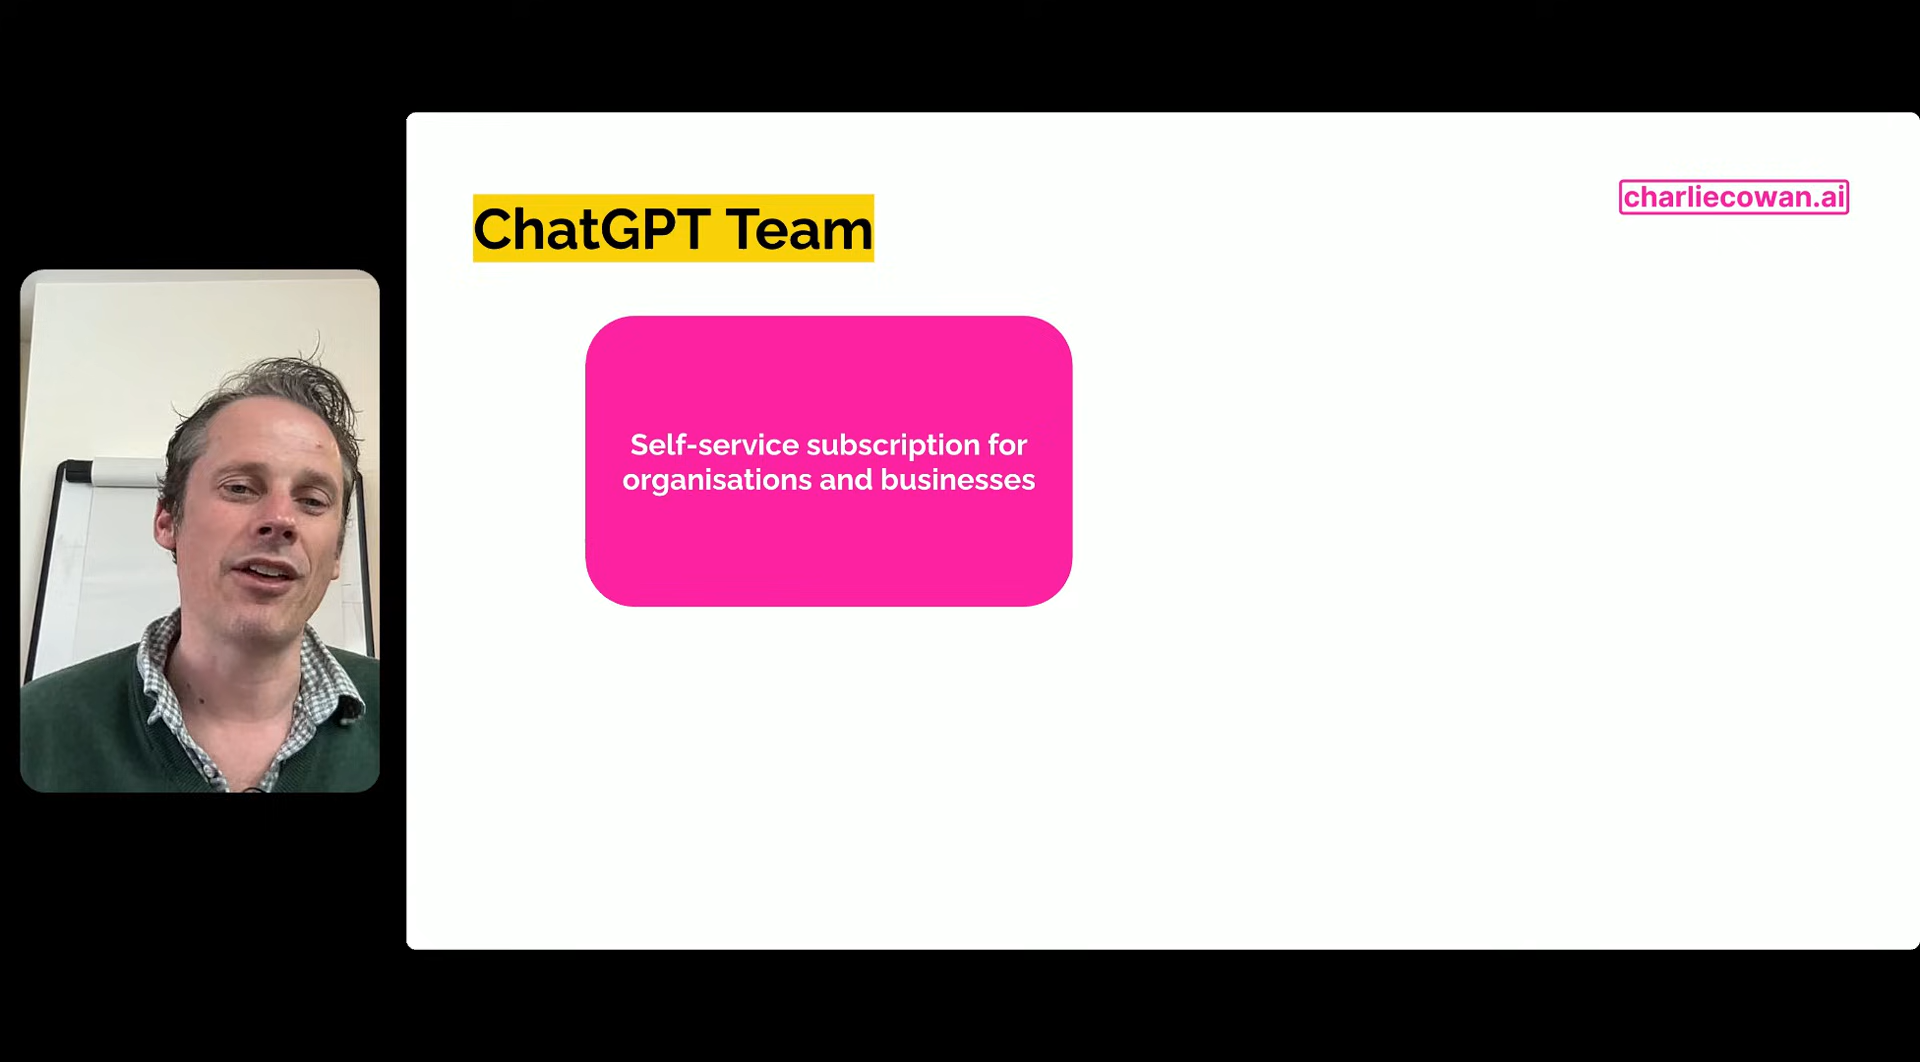 charliecowan.ai
ChatGPT Team
Self-service subscription for
organisations and businesses